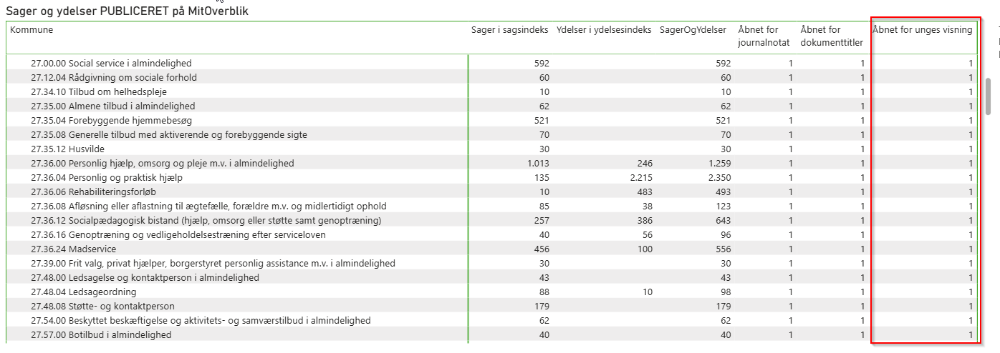 Sager og ydelser PUBLICERET på MitOverblik
Kommune Sager i sagsindeks Ydelser i ydelsesindeks SagerOgYdelser Åbnet for journalnotat Åbnet for dokumenttitler Åbnet for unges visning
27.00.00 Social service i almindelighed 592 592 1 1 1
27.12.04 Rådgivning om sociale forhold 60 60 1 1 1
27.34.10 Tilbud om helhedspleje 10 10 1 1 1
27.35.00 Almene tilbud i almindelighed 62 62 1 1 1
27.35.04 Forebyggende hjemmebesøg 521 521 1 1 1
27.35.08 Generelle tilbud med aktiverende og forebyggende sigte 70 70 1 1 1
27.35.12 Husvilde 30 30 1 1 1
27.36.00 Personlig hjælp, omsorg og pleje m.v. i almindelighed 1.013 246 1.259 1 1 1
27.36.04 Personlig og praktisk hjælp 135 2.215 2.350 1 1 1
27.36.06 Rehabiliteringsforløb 10 483 493 1 1 1
27.36.08 Afløsning eller aflastning til ægtefælle, forældre m.v. og midlertidigt ophold 85 38 123 1 1 1
27.36.12 Socialpædagogisk bistand (hjælp, omsorg eller støtte samt genoptræning) 257 386 643 1 1 1
27.36.16 Genoptræning og vedligeholdelsestræning efter serviceloven 40 56 96 1 1 1
27.36.24 Madservice 456 100 556 1 1 1
27.39.00 Frit valg, privat hjælper, borgerstyret personlig assistance m.v. i almindelighed 30 30 1 1 1
27.48.00 Ledsagelse og kontaktperson i almindelighed 43 43 1 1 1
27.48.04 Ledsageordning 88 10 98 1 1 1
27.48.08 Støtte- og kontaktperson 179 179 1 1 1
27.54.00 Beskyttet beskæftigelse og aktivitets- og samværstilbud i almindelighed 62 62 1 1 1
27.57.00 Botilbud i almindelighed 40 40 1 1 1